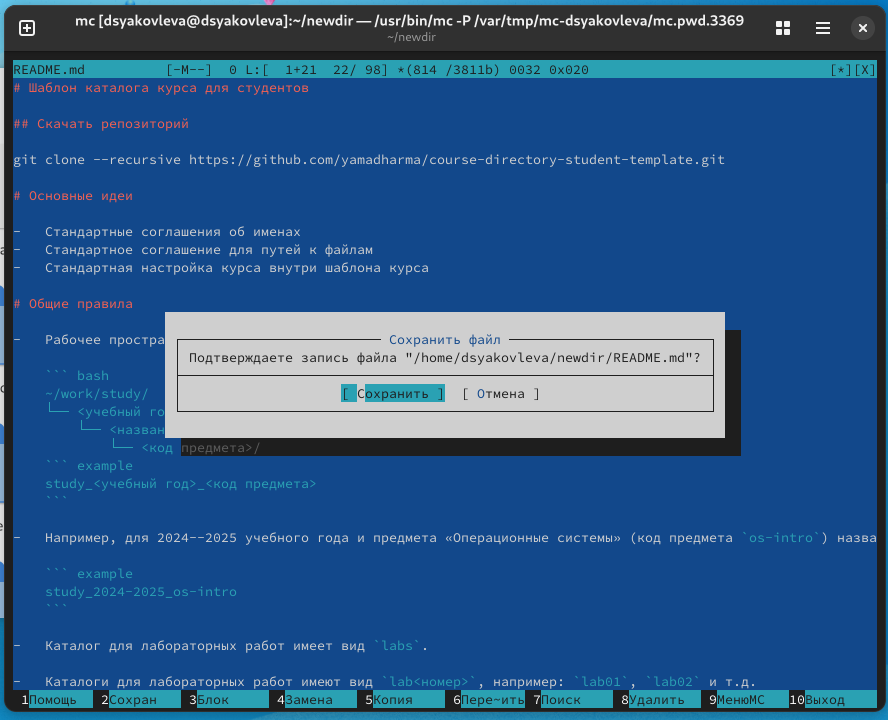 mc [dsyakovleva@dsyakovleva]:~/newdir — /usr/bin/mc -P /var/tmp/mc-dsyakovleva/mc.pwd.3369
~/newdir
README.md [-M--] 0 L:[ 1+21 22/ 98] *(814 /3811b) 0032 0x020 [*][X]
# Шаблон каталога курса для студентов
## Скачать репозиторий
git clone --recursive https://github.com/yamadharma/course-directory-student-template.git
# Основные идеи
- Стандартные соглашения об именах
- Стандартное соглашение для путей к файлам
- Стандартная настройка курса внутри шаблона курса
# Общие правила
- Рабочее простра
Сохранить файл
Подтверждаете запись файла "/home/dsyakovleva/newdir/README.md"?
[ Сохранить ] [ Отмена ]
``` bash
~/work/study/
└── <учебный го
└── <назван
└── <код предмета>/
``` example
study_<учебный год>_<код предмета>
```
- Например, для 2024--2025 учебного года и предмета «Операционные системы» (код предмета `os-intro`) назва
``` example
study_2024-2025_os-intro
```
- Каталог для лабораторных работ имеет вид `labs`.
- Каталоги для лабораторных работ имеют вид `lab<номер>`, например: `lab01`, `lab02` и т.д.
1Помощь 2Сохран 3Блок 4Замена 5Копия 6Пере~ить 7Поиск 8Удалить 9МенюМС 10Выход